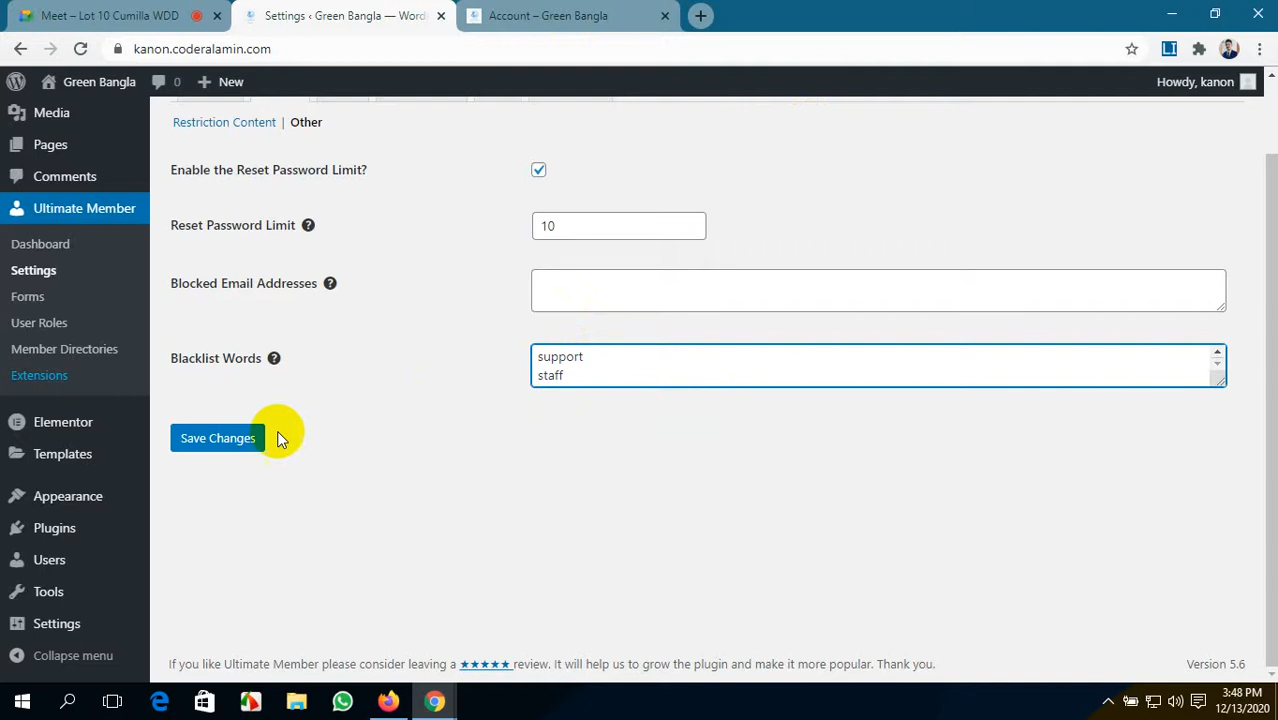 Meet – Lot 10 Cumilla WDD
Settings ‹ Green Bangla — Word
Account – Green Bangla
kanon.coderalamin.com
Green Bangla
0
New
Howdy, kanon
Media
Pages
Comments
Ultimate Member
Dashboard
Settings
Forms
User Roles
Member Directories
Extensions
Elementor
Templates
Appearance
Plugins
Users
Tools
Settings
Collapse menu
Restriction Content | Other
Enable the Reset Password Limit?
Reset Password Limit
10
Blocked Email Addresses
Blacklist Words
support
staff
Save Changes
If you like Ultimate Member please consider leaving a ★★★★★ review. It will help us to grow the plugin and make it more popular. Thank you.
Version 5.6
3:48 PM
12/13/2020